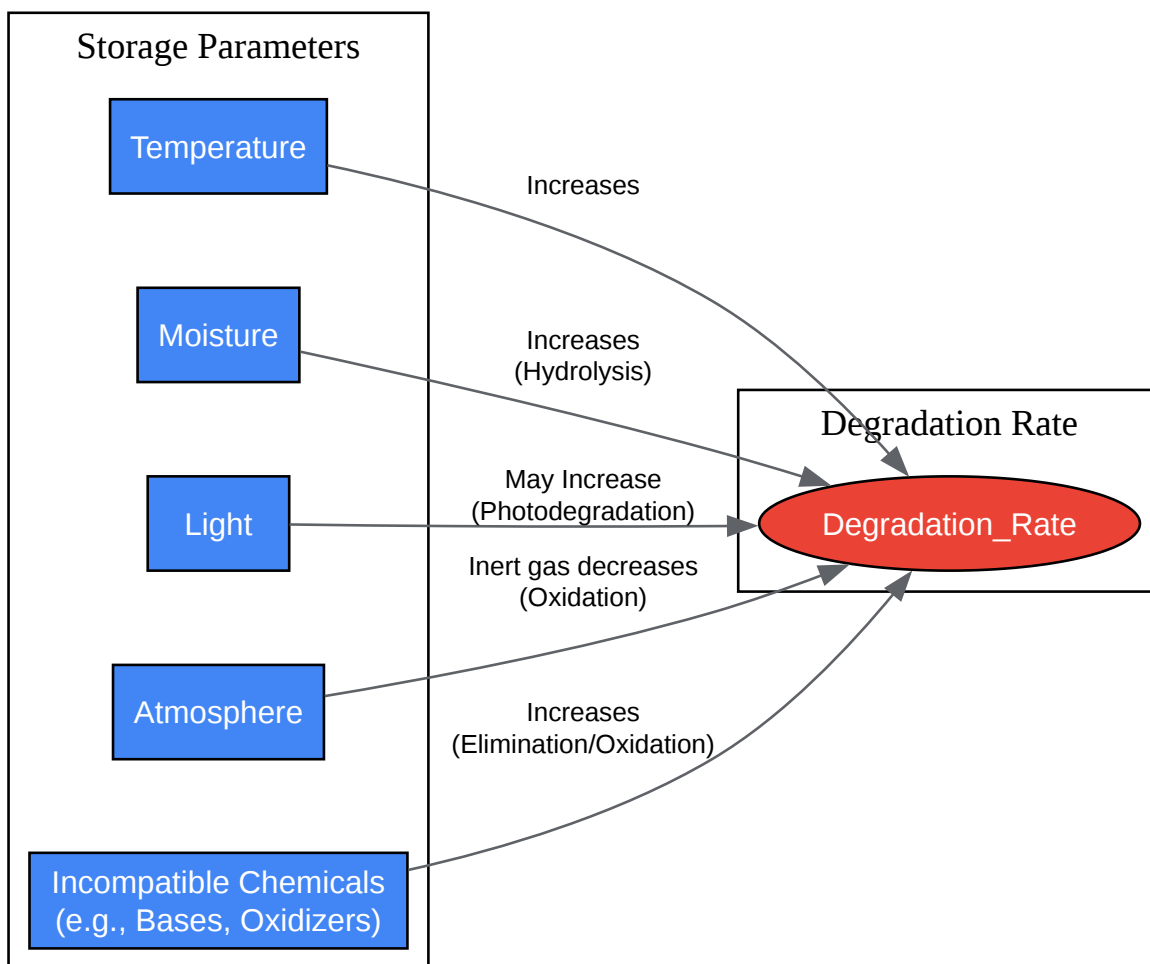 Storage Parameters
Temperature
Increases
Moisture
Increases
(Hydrolysis)
Degradation Rate
Light
May Increase
(Photodegradation)
Degradation_Rate
Inert gas decreases
(Oxidation)
Atmosphere
Increases
(Elimination/Oxidation)
Incompatible Chemicals
(e.g., Bases, Oxidizers)